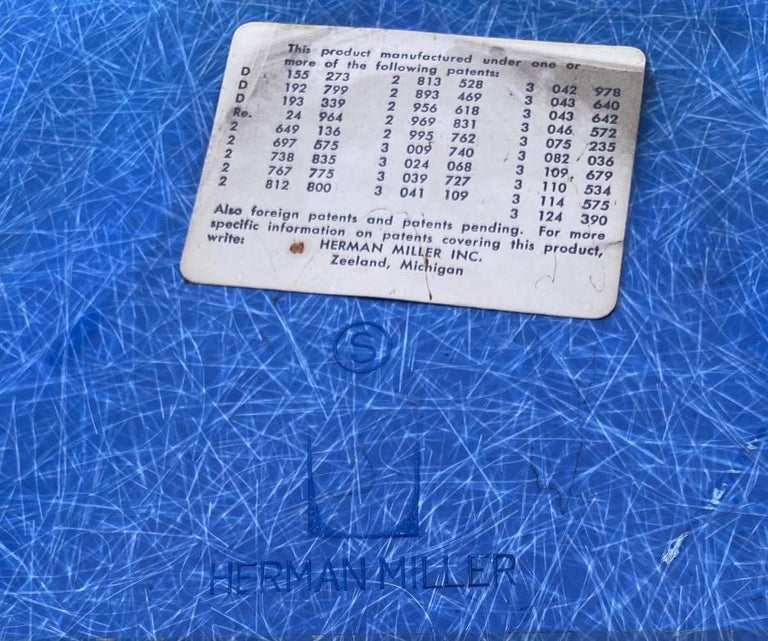 This product manufactured under one or
more of the following patents:
D 155 273 2 813 528 3 042 978
D 192 799 2 893 469 3 043 640
D 193 339 2 956 618 3 043 642
Re. 24 964 2 969 831 3 046 572
2 649 136 2 995 762 3 075 235
2 697 575 3 009 740 3 082 036
2 738 835 3 024 068 3 109 679
2 767 775 3 039 727 3 110 534
2 812 800 3 041 109 3 114 575
3 124 390
Also foreign patents and patents pending. For more
specific information on patents covering this product,
write: HERMAN MILLER INC.
Zeeland, Michigan
S
HERMAN MILLER